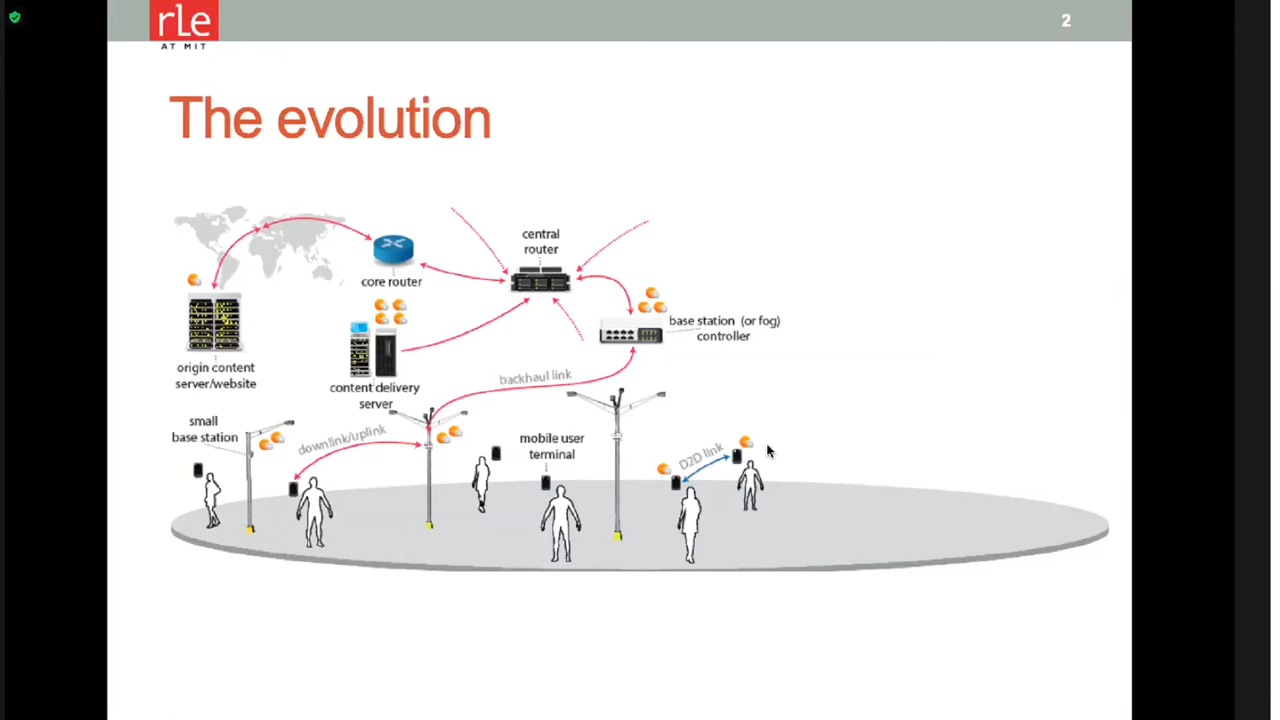 rle
AT MIT
2
The evolution
central
router
core router
base station (or fog)
controller
origin content
server/website
content delivery
server
backhaul link
small
base station
downlink/uplink
mobile user
terminal
D2D link